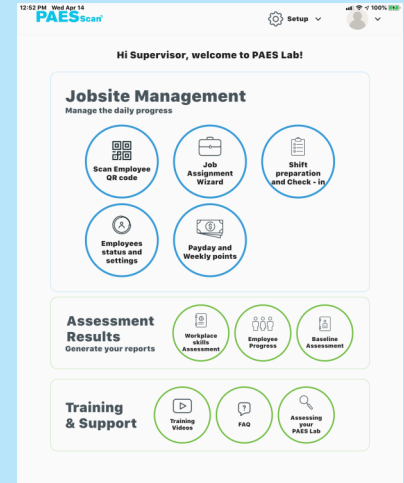 12:52 PM Wed Apr 14
100%
PAESScan
Setup
Hi Supervisor, welcome to PAES Lab!
Jobsite Management
Manage the daily progress
Scan Employee
QR code
Job
Assignment
Wizard
Shift
preparation
and Check - in
Employees
status and
settings
Payday and
Weekly points
Assessment
Results
Generate your reports
Workplace
skills
Assessment
Employee
Progress
Baseline
Assessment
Training
& Support
Training
Videos
FAQ
Assessing
your
PAES Lab